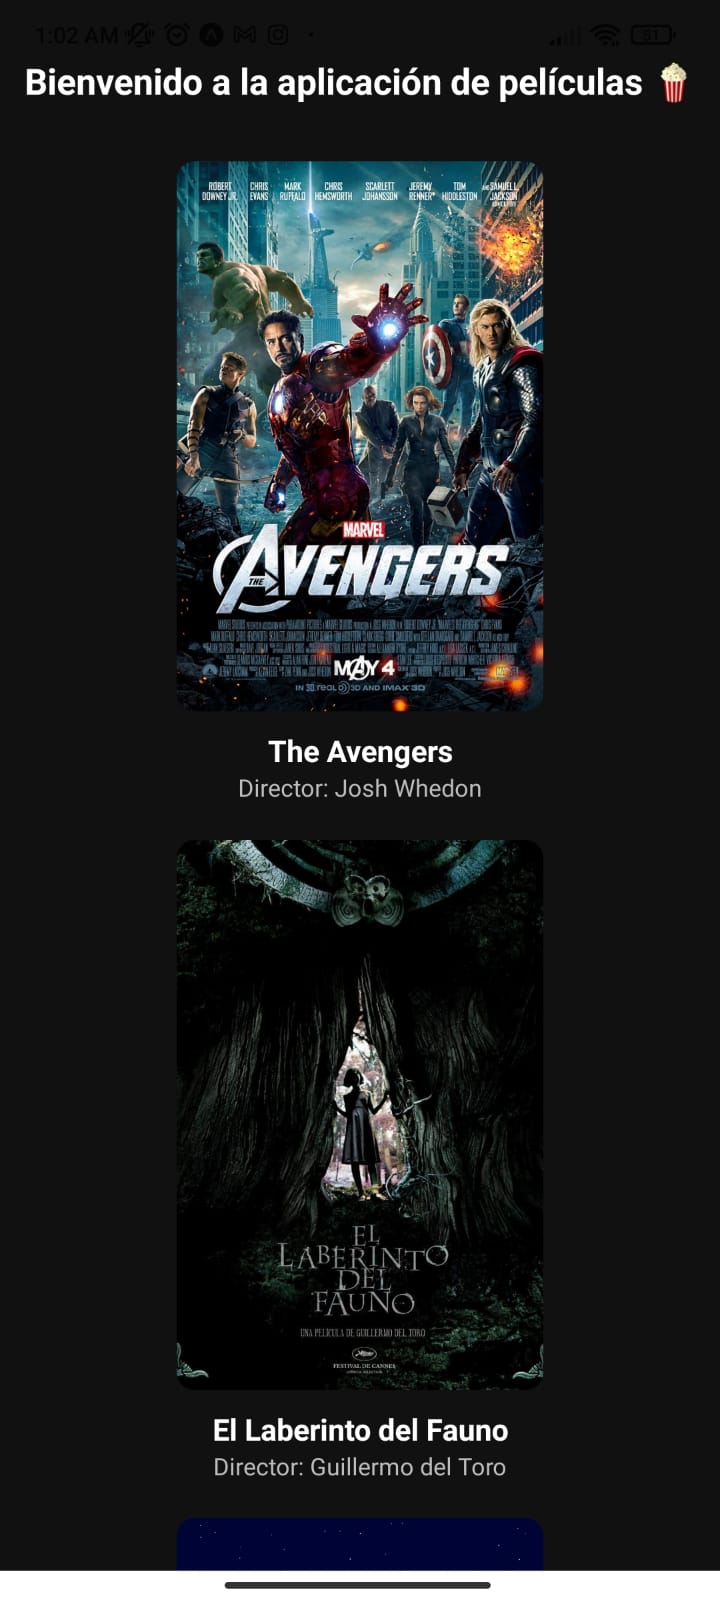 1:02 AM
51
Bienvenido a la aplicación de películas
ROBERT DOWNEY JR.
CHRIS EVANS
MARK RUFFALO
CHRIS HEMSWORTH
SCARLETT JOHANSSON
JEREMY RENNER
TOM HIDDLESTON
AND SAMUEL L. JACKSON
MARVEL
THE AVENGERS
MAY 4
IN 3D REAL D 3D AND IMAX 3D
The Avengers
Director: Josh Whedon
EL
LABERINTO
DEL
FAUNO
UNA PELÍCULA DE GUILLERMO DEL TORO
FESTIVAL DE CANNES
El Laberinto del Fauno
Director: Guillermo del Toro